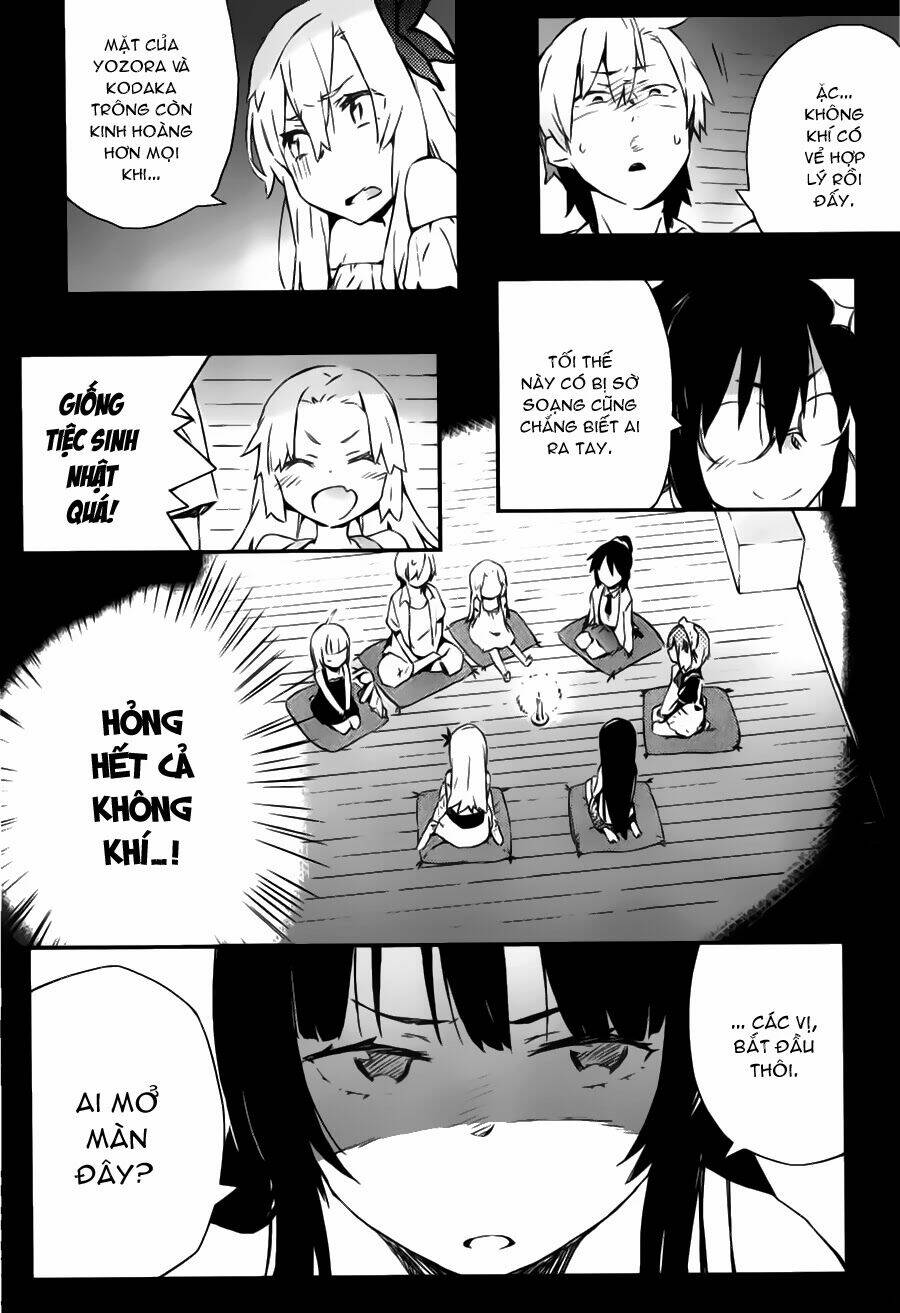 ẶC...
KHÔNG
KHÍ CÓ
VẺ HỢP
LÝ RỒI
ĐẤY.
MẶT CỦA
YOZORA VÀ
KODAKA
TRÔNG CÒN
KINH HOÀNG
HƠN MỌI
KHI...
TỐI THẾ
NÀY CÓ BỊ SỜ
SOẠNG CŨNG
CHẲNG BIẾT AI
RA TAY.
GIỐNG
TIỆC SINH
NHẬT
QUÁ!
HỎNG
HẾT CẢ
KHÔNG
KHÍ...!
... CÁC VỊ,
BẮT ĐẦU
THÔI.
AI MỞ
MÀN
ĐÂY?